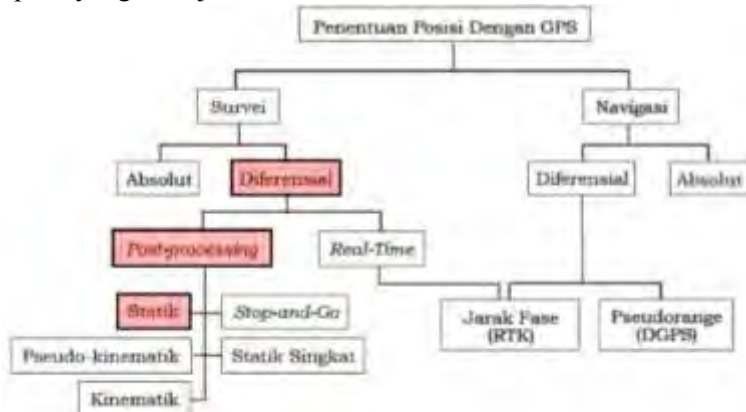 Penentuan Posisi Dengan GPS
Survei
Navigasi
Absolut
Diferensial
Diferensial
Absolut
Post-processing
Real-Time
Statik
Stop-and-Go
Jarak Fase
(RTK)
Pseudorange
(DGPS)
Pseudo-kinematik
Statik Singkat
Kinematik